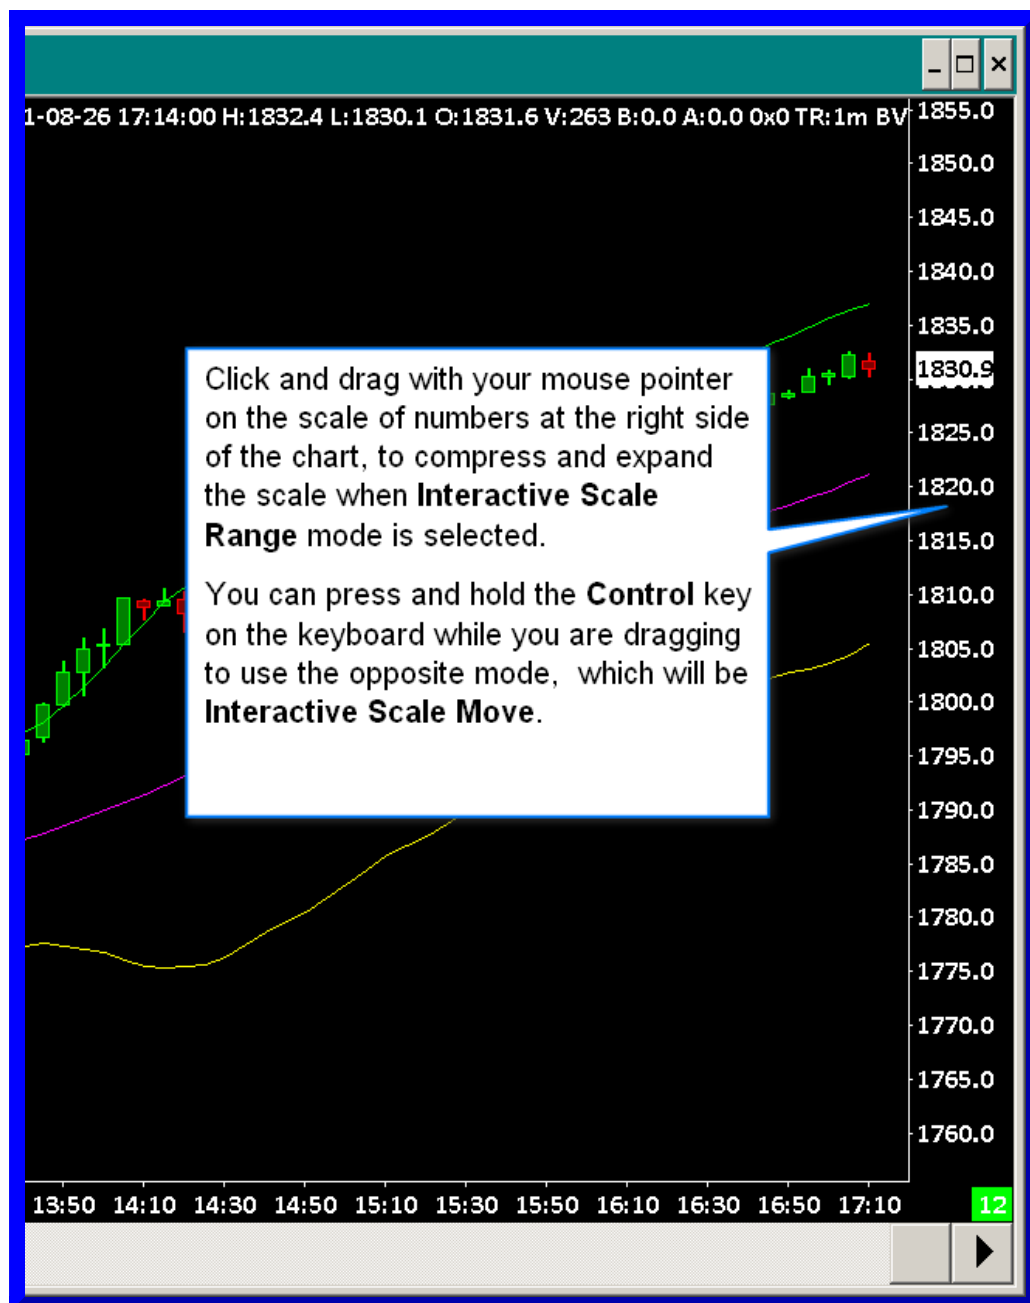 1-08-26 17:14:00 H:1832.4 L:1830.1 O:1831.6 V:263 B:0.0 A:0.0 0x0 TR:1m BV
1855.0
1850.0
1845.0
1840.0
1835.0
1830.9
1825.0
1820.0
1815.0
1810.0
1805.0
1800.0
1795.0
1790.0
1785.0
1780.0
1775.0
1770.0
1765.0
1760.0
Click and drag with your mouse pointer
on the scale of numbers at the right side
of the chart, to compress and expand
the scale when Interactive Scale
Range mode is selected.
You can press and hold the Control key
on the keyboard while you are dragging
to use the opposite mode,  which will be
Interactive Scale Move.
13:50 14:10 14:30 14:50 15:10 15:30 15:50 16:10 16:30 16:50 17:10 12